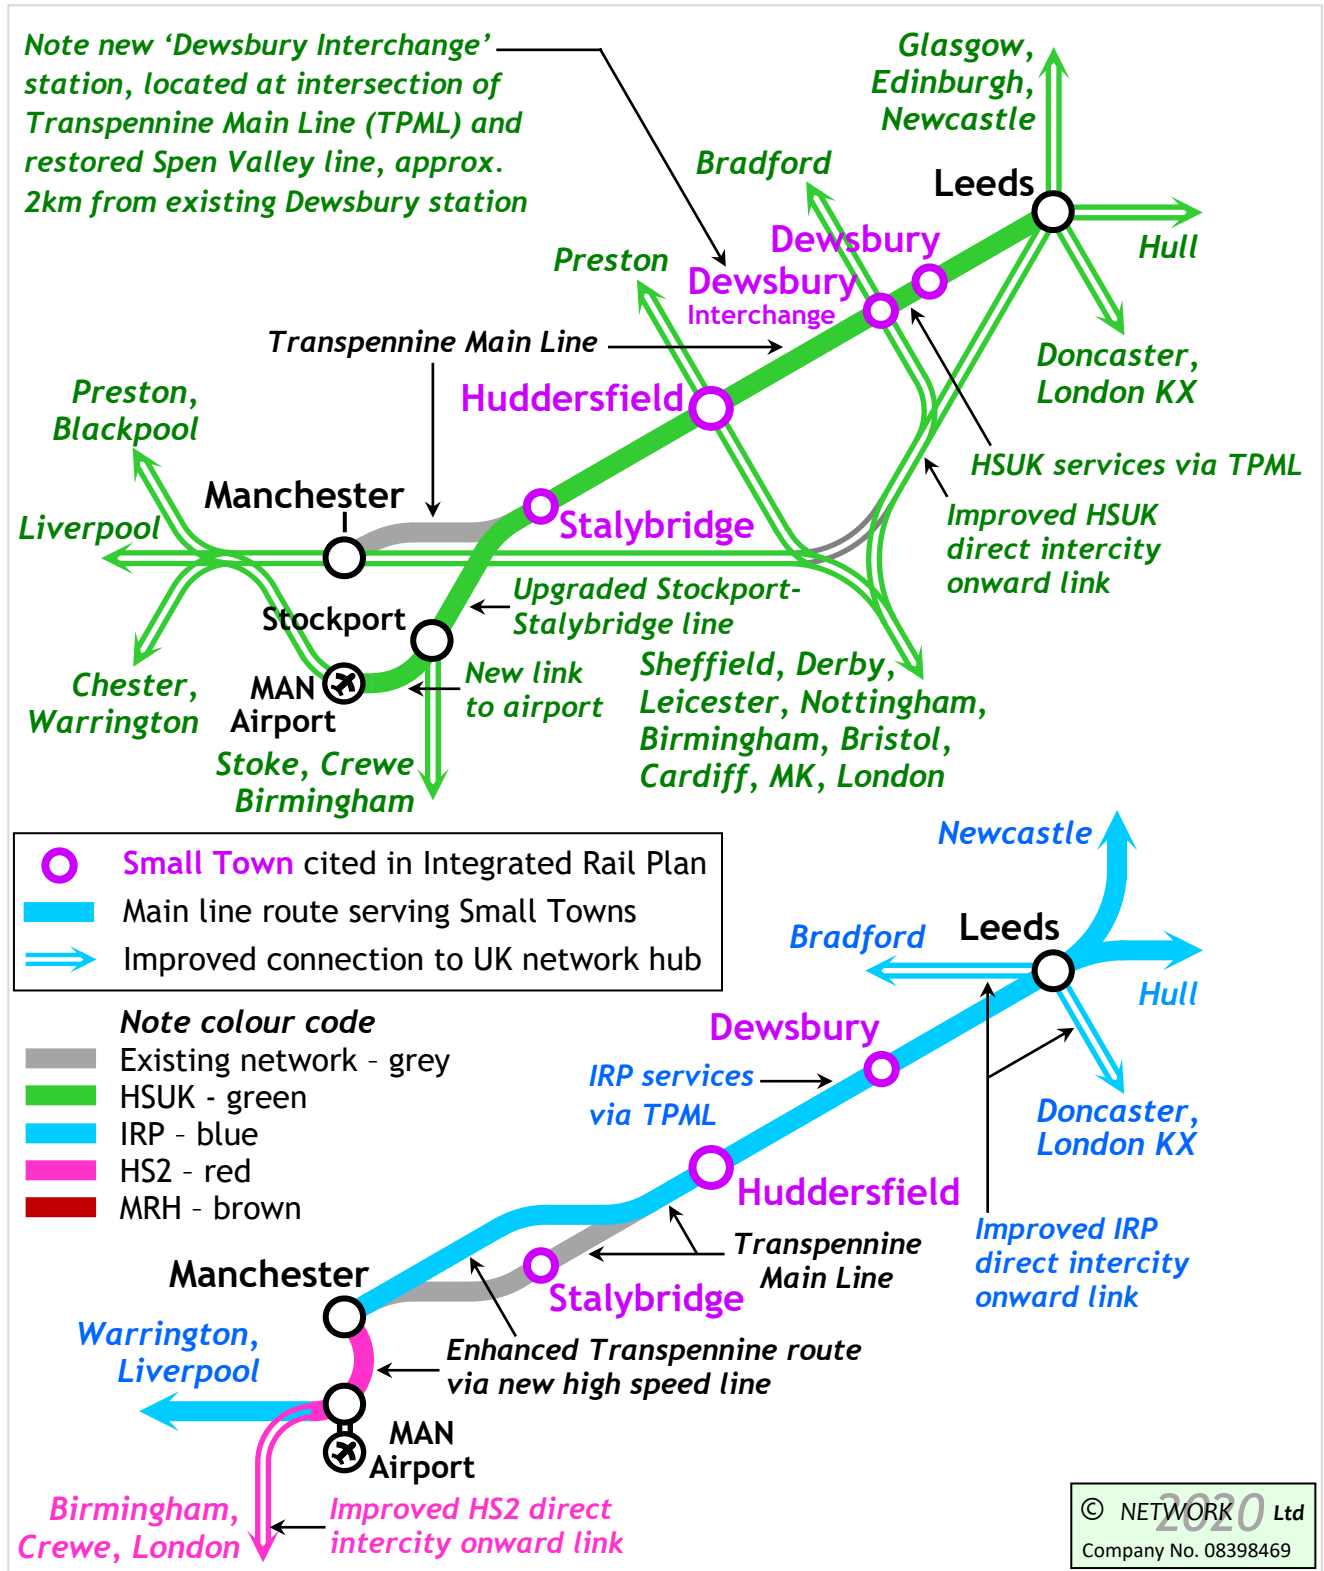 Note new ‘Dewsbury Interchange’
station, located at intersection of
Transpennine Main Line (TPML) and
restored Spen Valley line, approx.
2km from existing Dewsbury station
Glasgow,
Edinburgh,
Newcastle
Bradford
Leeds
Hull
Dewsbury
Preston
Dewsbury
Interchange
Transpennine Main Line
Doncaster,
London KX
Preston,
Blackpool
Huddersfield
HSUK services via TPML
Manchester
Liverpool
Stalybridge
Improved HSUK
direct intercity
onward link
Upgraded Stockport-
Stalybridge line
Stockport
New link
to airport
MAN
Airport
Chester,
Warrington
Sheffield, Derby,
Leicester, Nottingham,
Birmingham, Bristol,
Cardiff, MK, London
Stoke, Crewe
Birmingham
Small Town cited in Integrated Rail Plan
Main line route serving Small Towns
Improved connection to UK network hub
Note colour code
Existing network – grey
HSUK - green
IRP – blue
HS2 – red
MRH – brown
Newcastle
Leeds
Bradford
Hull
Dewsbury
IRP services
via TPML
Doncaster,
London KX
Huddersfield
Transpennine
Main Line
Improved IRP
direct intercity
onward link
Manchester
Stalybridge
Warrington,
Liverpool
Enhanced Transpennine route
via new high speed line
MAN
Airport
Birmingham,
Crewe, London
Improved HS2 direct
intercity onward link
© NETWORK 2020 Ltd
Company No. 08398469